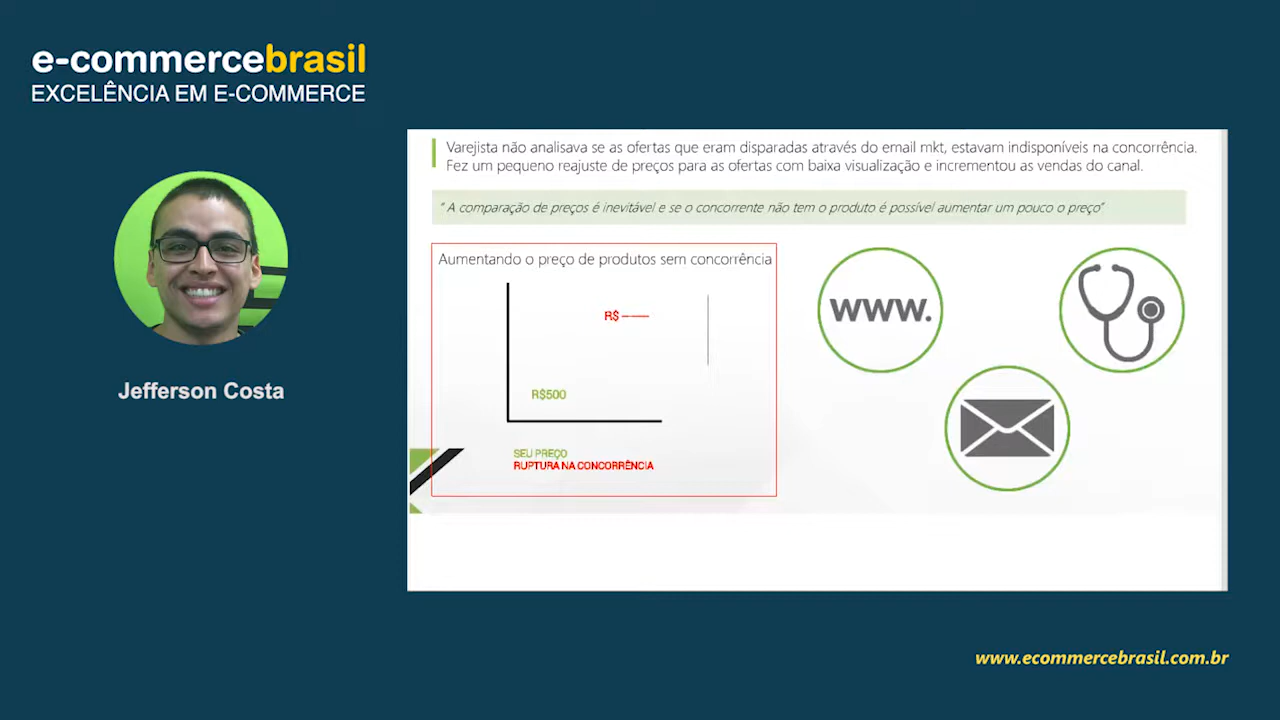 e-commercebrasil
EXCELÊNCIA EM E-COMMERCE
Jefferson Costa
Varejista não analisava se as ofertas que eram disparadas através do email mkt, estavam indisponíveis na concorrência.
Fez um pequeno reajuste de preços para as ofertas com baixa visualização e incrementou as vendas do canal.
" A comparação de preços é inevitável e se o concorrente não tem o produto é possível aumentar um pouco o preço"
Aumentando o preço de produtos sem concorrência
R$ -----
R$500
SEU PREÇO
RUPTURA NA CONCORRÊNCIA
www.
www.ecommercebrasil.com.br